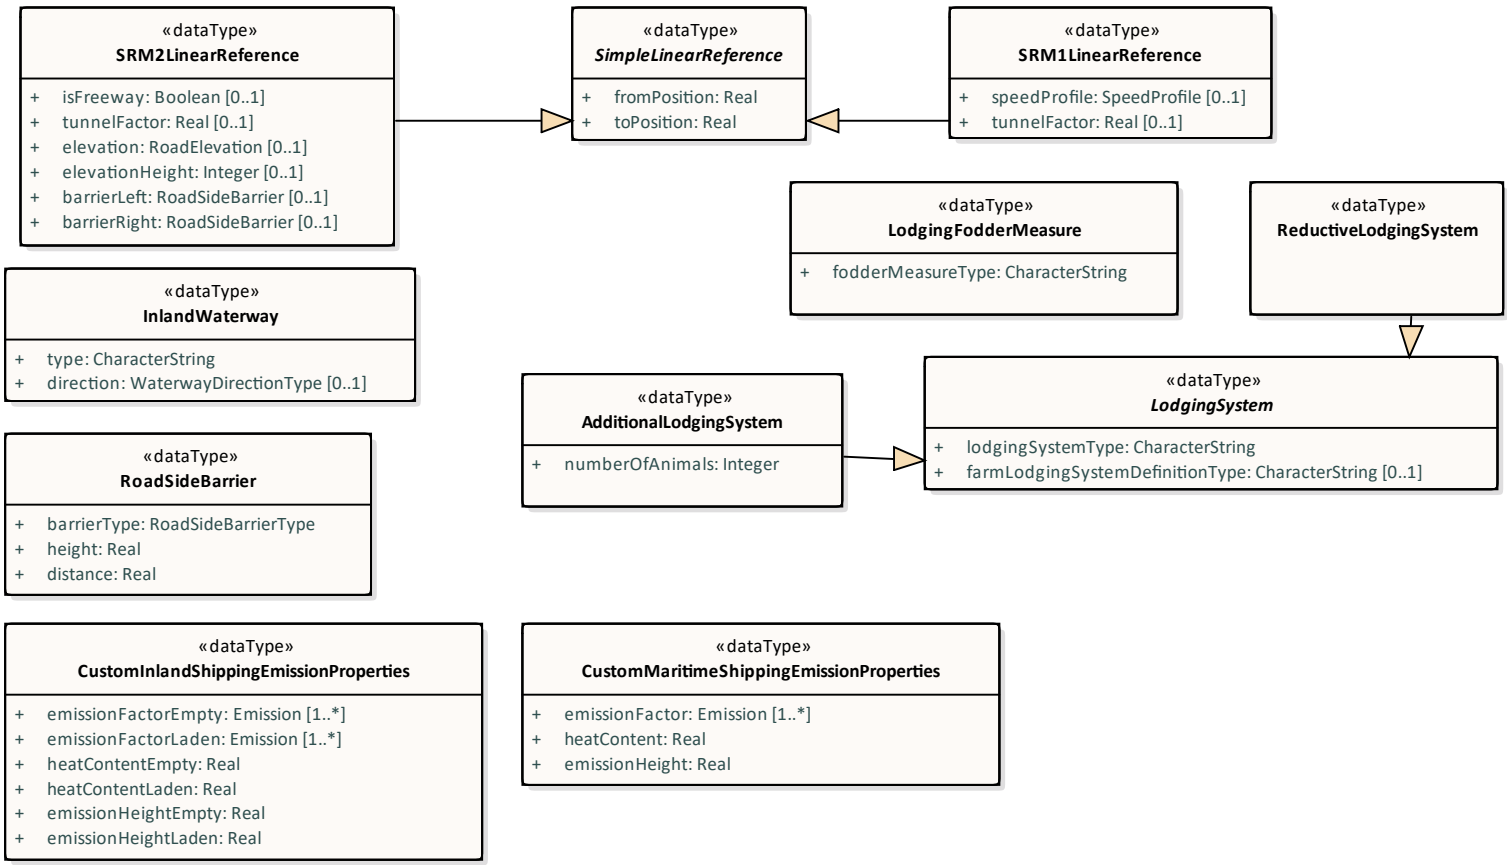 «dataType»
SRM2LinearReference
+ isFreeway: Boolean [0..1]
+ tunnelFactor: Real [0..1]
+ elevation: RoadElevation [0..1]
+ elevationHeight: Integer [0..1]
+ barrierLeft: RoadSideBarrier [0..1]
+ barrierRight: RoadSideBarrier [0..1]
«dataType»
SimpleLinearReference
+ fromPosition: Real
+ toPosition: Real
«dataType»
SRM1LinearReference
+ speedProfile: SpeedProfile [0..1]
+ tunnelFactor: Real [0..1]
«dataType»
LodgingFodderMeasure
+ fodderMeasureType: CharacterString
«dataType»
ReductiveLodgingSystem
«dataType»
InlandWaterway
+ type: CharacterString
+ direction: WaterwayDirectionType [0..1]
«dataType»
AdditionalLodgingSystem
+ numberOfAnimals: Integer
«dataType»
LodgingSystem
+ lodgingSystemType: CharacterString
+ farmLodgingSystemDefinitionType: CharacterString [0..1]
«dataType»
RoadSideBarrier
+ barrierType: RoadSideBarrierType
+ height: Real
+ distance: Real
«dataType»
CustomInlandShippingEmissionProperties
+ emissionFactorEmpty: Emission [1..*]
+ emissionFactorLaden: Emission [1..*]
+ heatContentEmpty: Real
+ heatContentLaden: Real
+ emissionHeightEmpty: Real
+ emissionHeightLaden: Real
«dataType»
CustomMaritimeShippingEmissionProperties
+ emissionFactor: Emission [1..*]
+ heatContent: Real
+ emissionHeight: Real